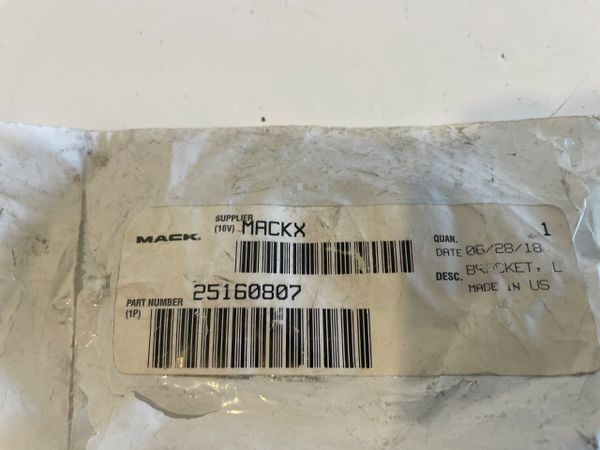 MACK.
SUPPLIER
(16V) MACKX
PART NUMBER
(1P) 25160807
QUAN. 1
DATE 06/28/18
DESC. BRACKET, L
MADE IN US